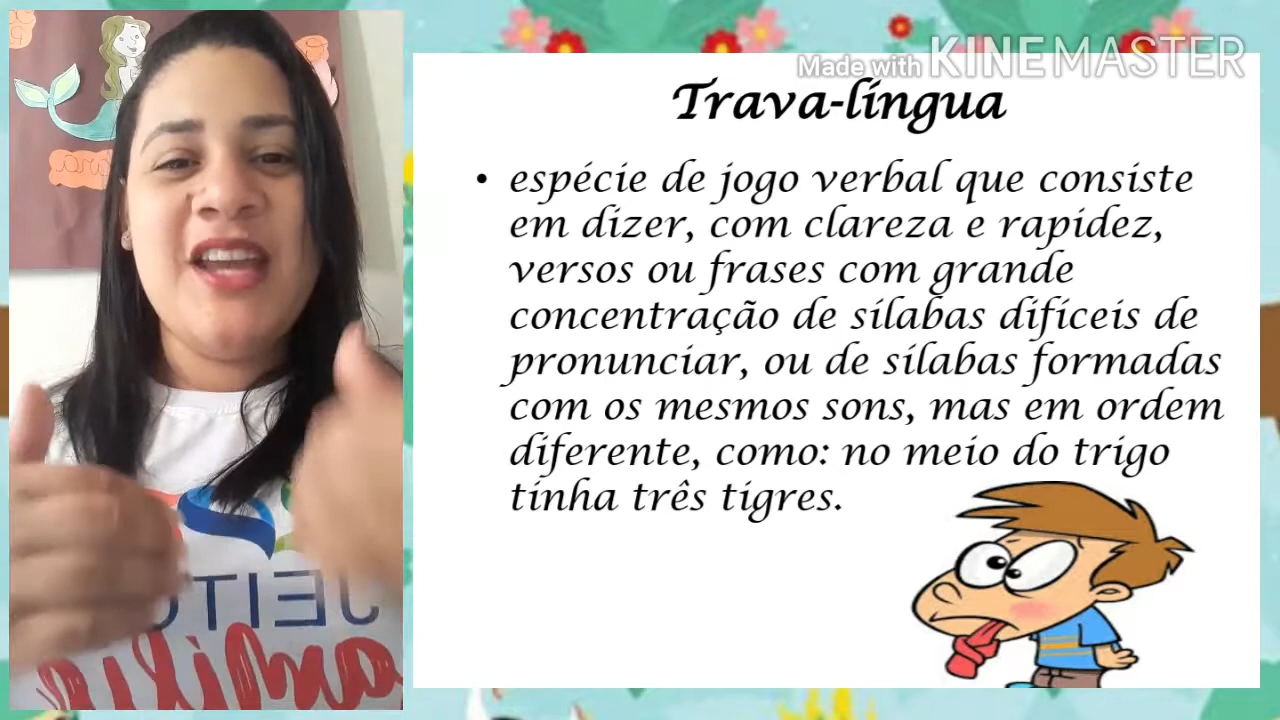 Made with KINEMASTER
Trava-língua
• espécie de jogo verbal que consiste
em dizer, com clareza e rapidez,
versos ou frases com grande
concentração de sílabas difíceis de
pronunciar, ou de sílabas formadas
com os mesmos sons, mas em ordem
diferente, como: no meio do trigo
tinha três tigres.
JEITO